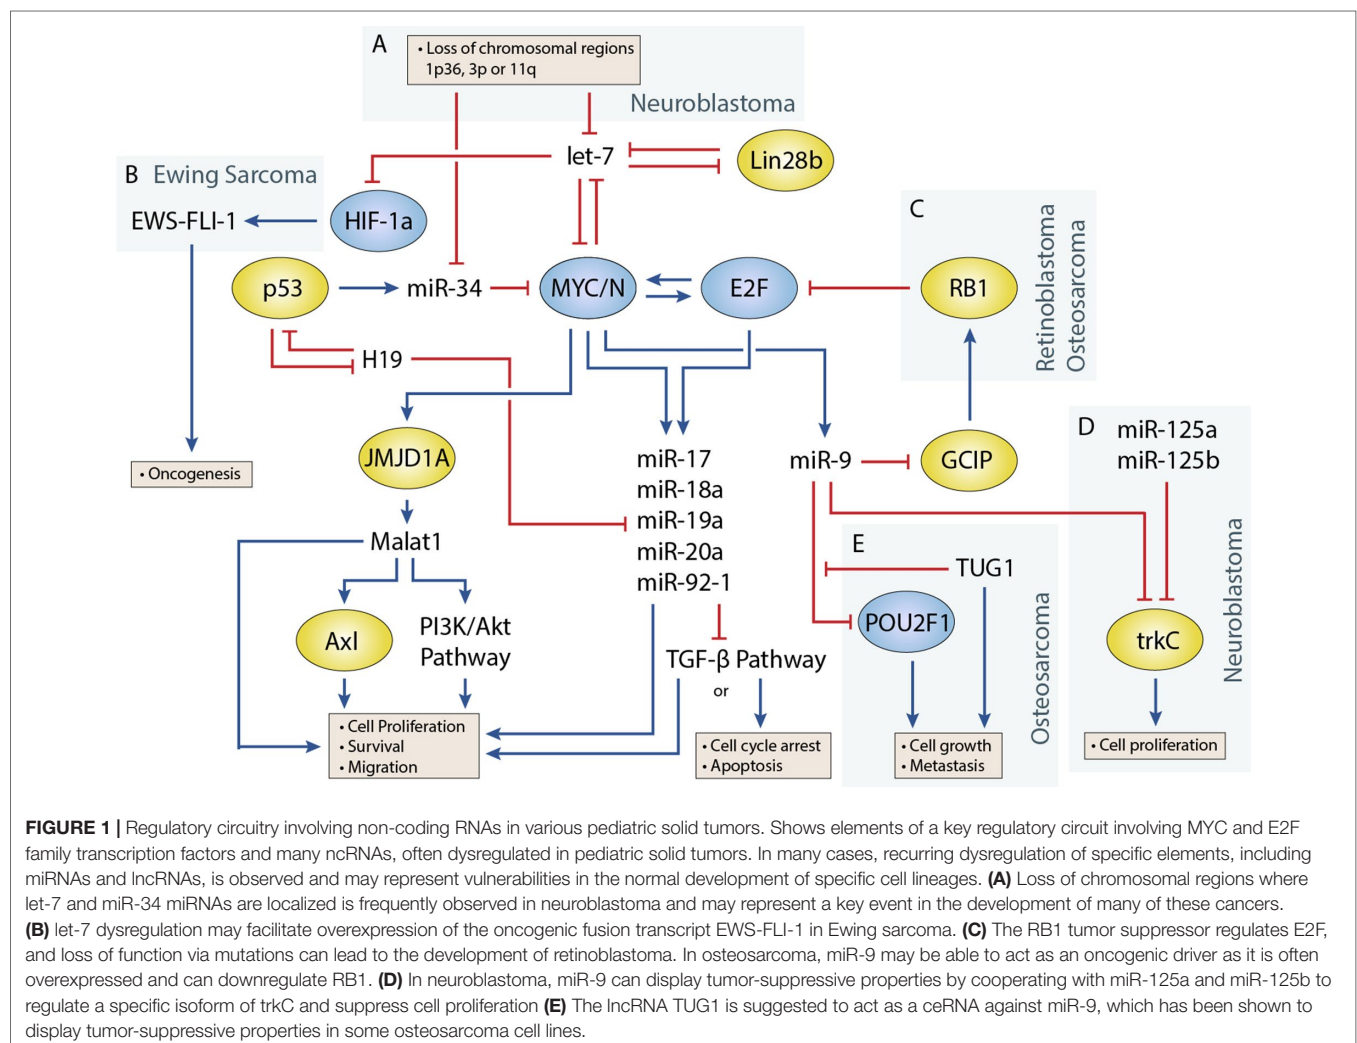 A
• Loss of chromosomal regions
1p36, 3p or 11q
Neuroblastoma
let-7
Lin28b
B Ewing Sarcoma
EWS-FLI-1
HIF-1a
C
Retinoblastoma
Osteosarcoma
p53
miR-34
MYC/N
E2F
RB1
H19
D
miR-125a
miR-125b
Neuroblastoma
JMJD1A
miR-17
miR-18a
miR-19a
miR-20a
miR-92-1
miR-9
GCIP
• Oncogenesis
Malat1
E
TUG1
Osteosarcoma
Axl
PI3K/Akt
Pathway
POU2F1
trkC
TGF-β Pathway
or
• Cell Proliferation
• Survival
• Migration
• Cell cycle arrest
• Apoptosis
• Cell growth
• Metastasis
• Cell proliferation
FIGURE 1 | Regulatory circuitry involving non-coding RNAs in various pediatric solid tumors. Shows elements of a key regulatory circuit involving MYC and E2F
family transcription factors and many ncRNAs, often dysregulated in pediatric solid tumors. In many cases, recurring dysregulation of specific elements, including
miRNAs and lncRNAs, is observed and may represent vulnerabilities in the normal development of specific cell lineages. (A) Loss of chromosomal regions where
let-7 and miR-34 miRNAs are localized is frequently observed in neuroblastoma and may represent a key event in the development of many of these cancers.
(B) let-7 dysregulation may facilitate overexpression of the oncogenic fusion transcript EWS-FLI-1 in Ewing sarcoma. (C) The RB1 tumor suppressor regulates E2F,
and loss of function via mutations can lead to the development of retinoblastoma. In osteosarcoma, miR-9 may be able to act as an oncogenic driver as it is often
overexpressed and can downregulate RB1. (D) In neuroblastoma, miR-9 can display tumor-suppressive properties by cooperating with miR-125a and miR-125b to
regulate a specific isoform of trkC and suppress cell proliferation (E) The lncRNA TUG1 is suggested to act as a ceRNA against miR-9, which has been shown to
display tumor-suppressive properties in some osteosarcoma cell lines.